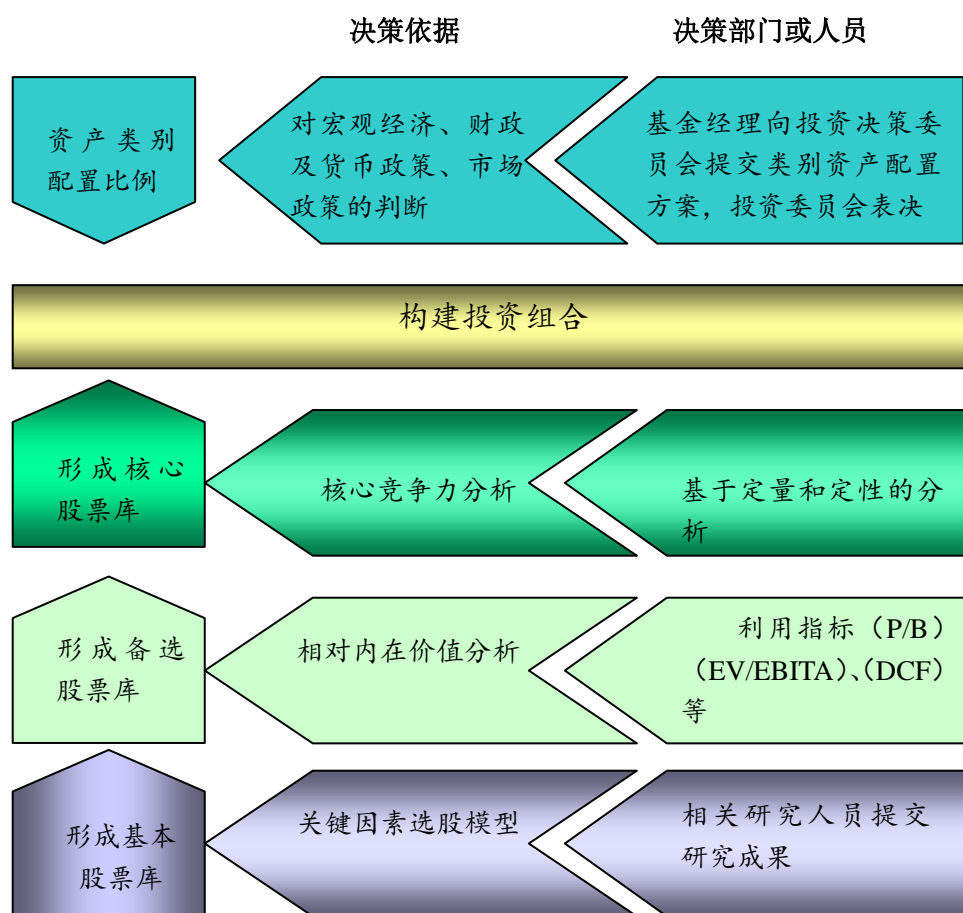 决策依据
决策部门或人员
资产类别
配置比例
对宏观经济、财政
及货币政策、市场
政策的判断
基金经理向投资决策委
员会提交类别资产配置
方案，投资委员会表决
构建投资组合
形成核心
股票库
核心竞争力分析
基于定量和定性的分
析
形成备选
股票库
相对内在价值分析
利用指标（P/B）
（EV/EBITA）、（DCF）
等
形成基本
股票库
关键因素选股模型
相关研究人员提交
研究成果